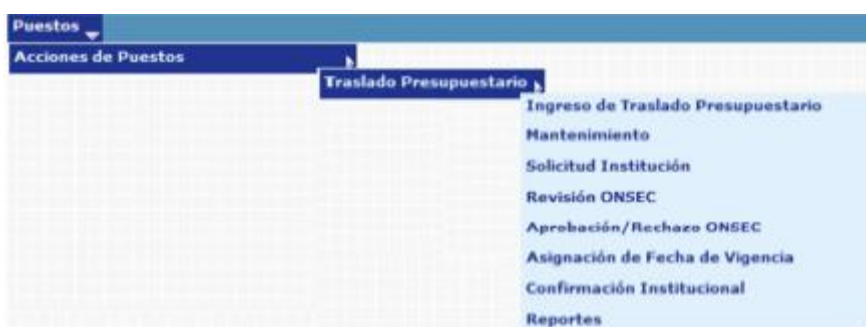 Puestos
Acciones de Puestos
Traslado Presupuestario
Ingreso de Traslado Presupuestario
Mantenimiento
Solicitud Institución
Revisión ONSEC
Aprobación/Rechazo ONSEC
Asignación de Fecha de Vigencia
Confirmación Institucional
Reportes